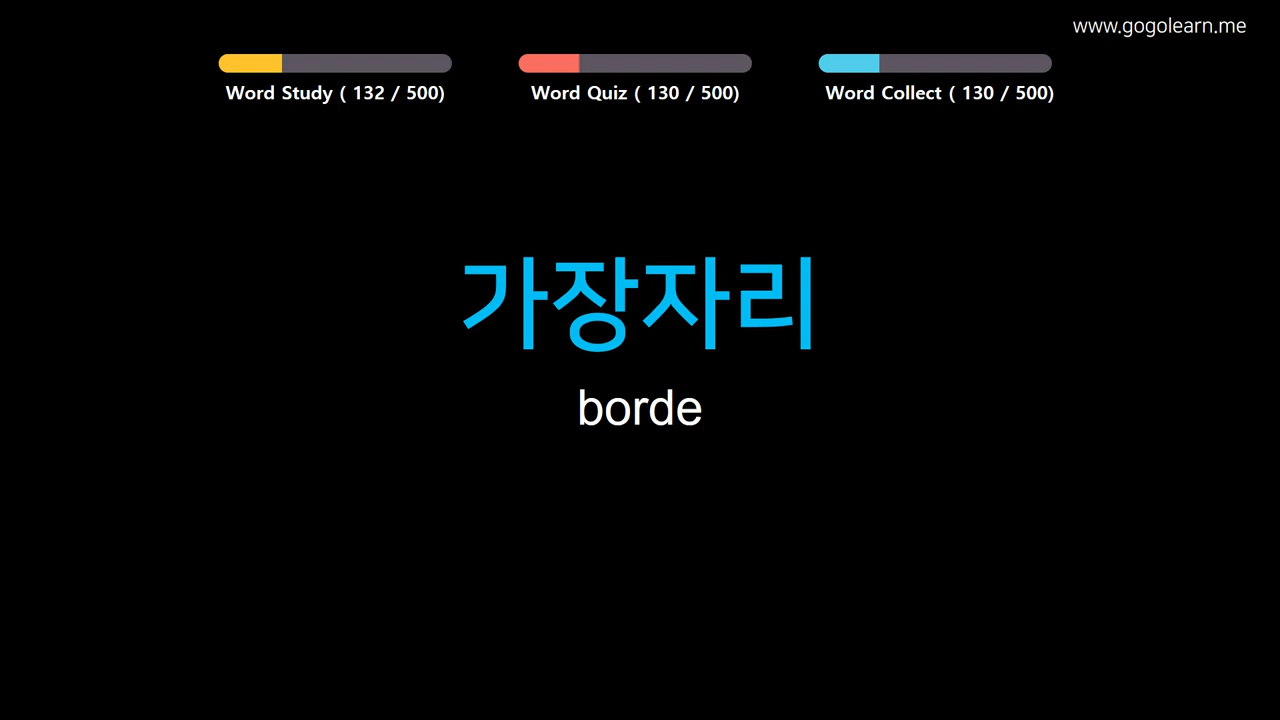 www.gogolearn.me
Word Study ( 132 / 500)
Word Quiz ( 130 / 500)
Word Collect ( 130 / 500)
가장자리
borde